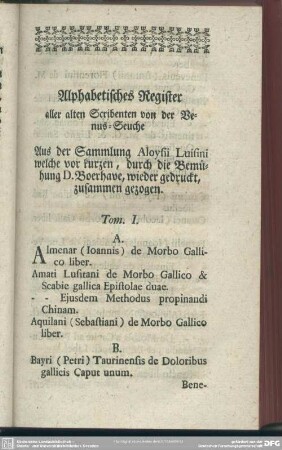 Alphabetisches Register
aller alten Scribenten von der Ve-
nus-Seuche
Aus der Sammlung Aloysii Luisini
welche vor kurzen, durch die Bemü-
hung D. Boerhave, wieder gedruckt,
zusammen gezogen.
Tom. I.
A.
Almenar (Ioannis) de Morbo Galli-
co liber.
Amati Lusitani de Morbo Gallico &
Scabie gallica Epistolae duae.
- - Ejusdem Methodus propinandi
Chinam.
Aquilani (Sebastiani) de Morbo Gallico
liber.
B.
Bayri (Petri) Taurinensis de Doloribus
gallicis Caput unum.
Bene-
DFG